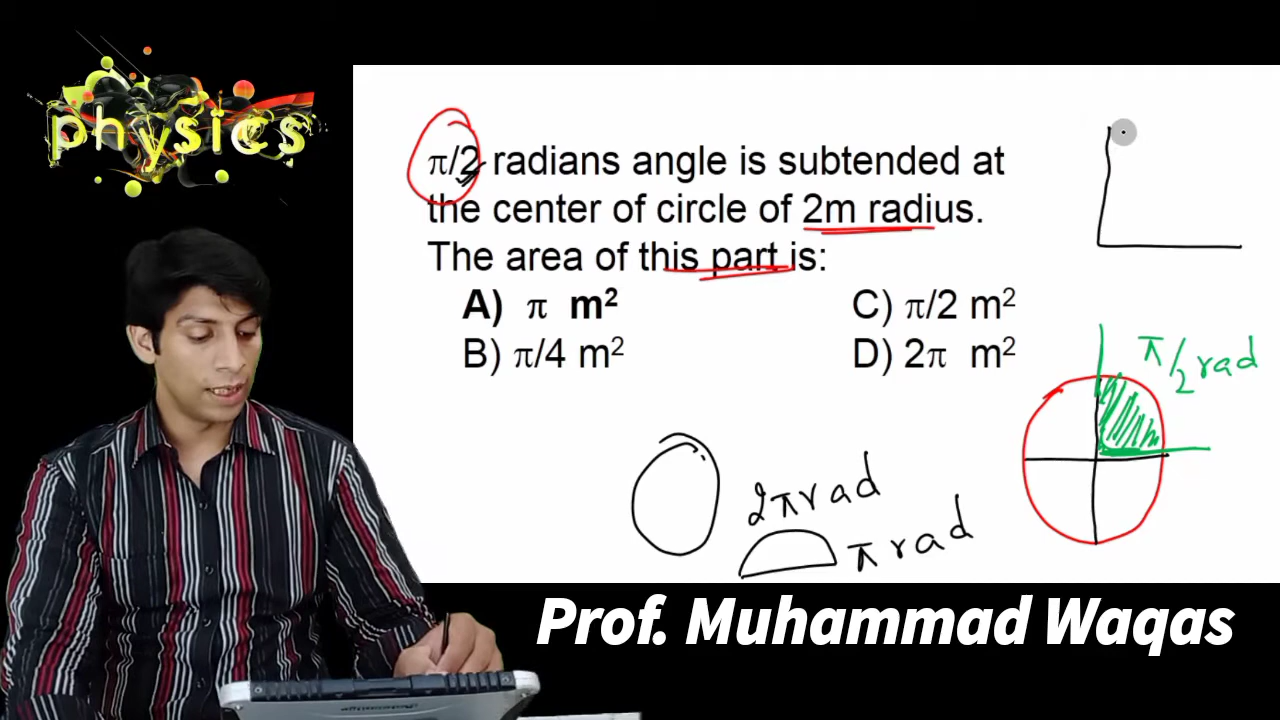 physics
π/2 radians angle is subtended at
the center of circle of 2m radius.
The area of this part is:
A) π m²
C) π/2 m²
B) π/4 m²
D) 2π m²
π/2 rad
2π rad
π rad
Prof. Muhammad Waqas